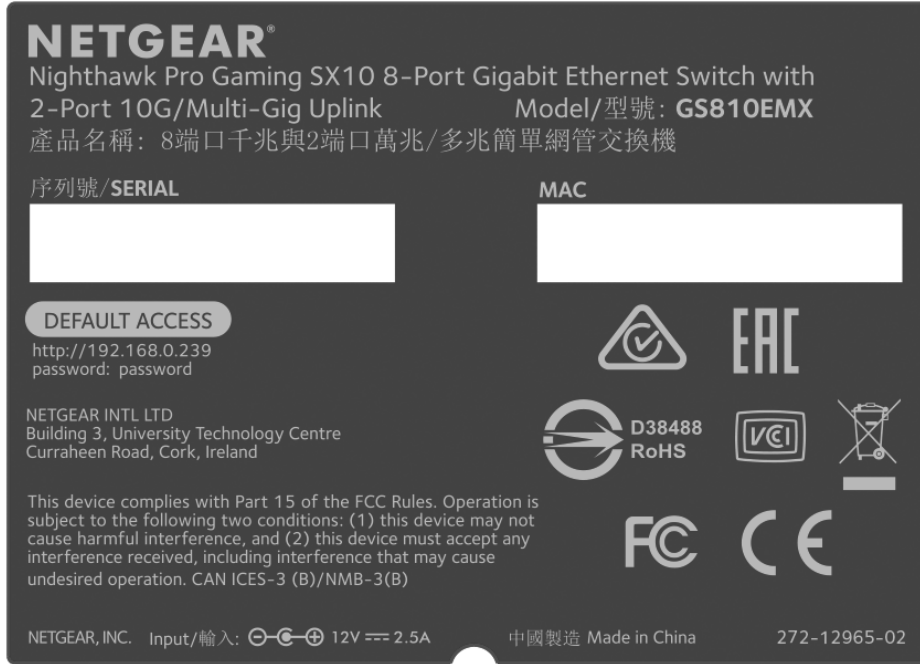 NETGEAR®
Nighthawk Pro Gaming SX10 8-Port Gigabit Ethernet Switch with
2-Port 10G/Multi-Gig Uplink Model/型號: GS810EMX
產品名稱: 8端口千兆與2端口萬兆/多兆簡單網管交換機
序列號/SERIAL
MAC
DEFAULT ACCESS
http://192.168.0.239
password: password
NETGEAR INTL LTD
Building 3, University Technology Centre
Curraheen Road, Cork, Ireland
This device complies with Part 15 of the FCC Rules. Operation is
subject to the following two conditions: (1) this device may not
cause harmful interference, and (2) this device must accept any
interference received, including interference that may cause
undesired operation. CAN ICES-3 (B)/NMB-3(B)
EAC
D38488
RoHS
VCI
FC
CE
NETGEAR, INC. Input/輸入: 12V 2.5A 中國製造 Made in China 272-12965-02